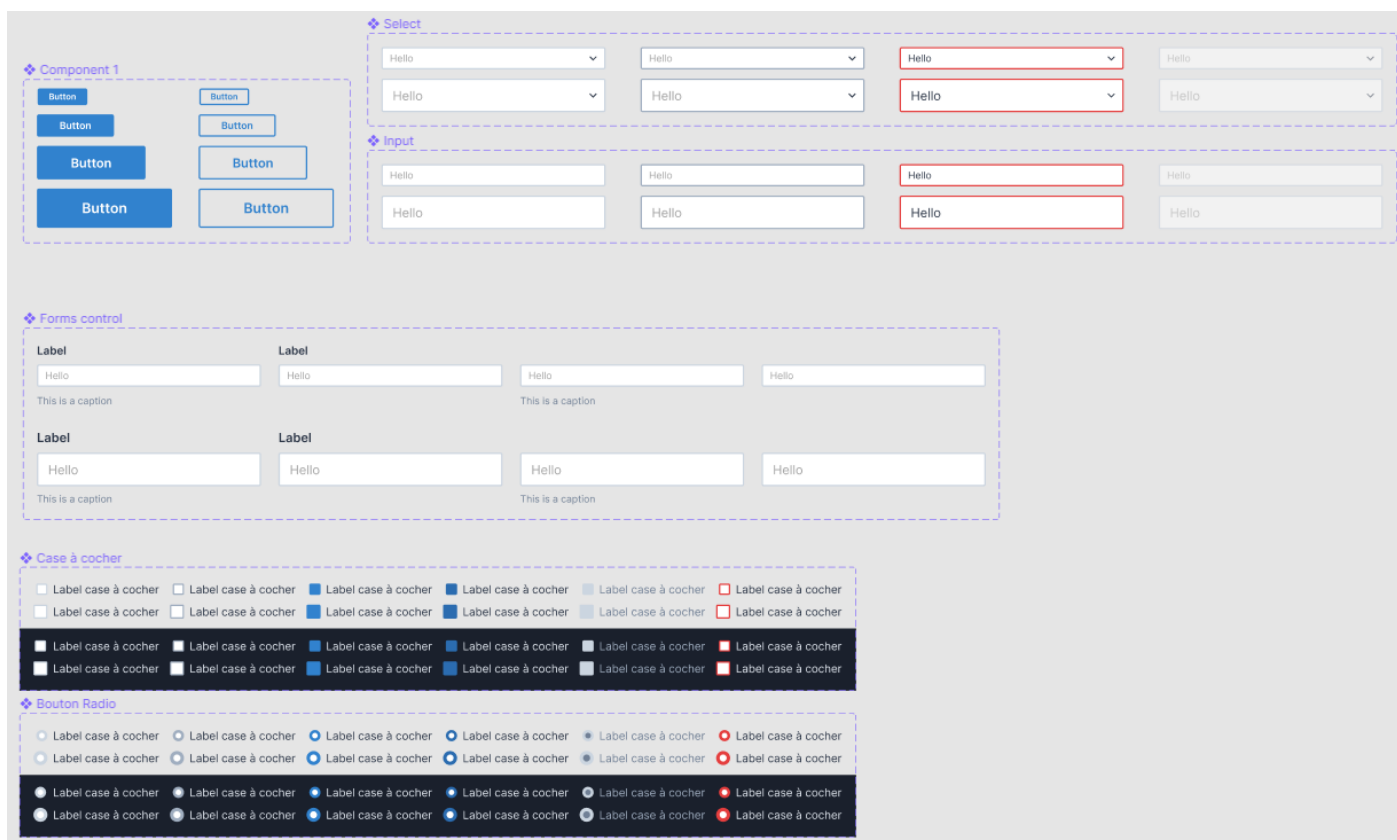 Select
Hello Hello Hello Hello
Hello Hello Hello Hello
Component 1
Button Button
Button Button
Button Button
Button Button
Input
Hello Hello Hello Hello
Hello Hello Hello Hello
Forms control
Label Label
Hello Hello Hello Hello
This is a caption This is a caption
Label Label
Hello Hello Hello Hello
This is a caption This is a caption
Case à cocher
Label case à cocher Label case à cocher Label case à cocher Label case à cocher Label case à cocher Label case à cocher
Label case à cocher Label case à cocher Label case à cocher Label case à cocher Label case à cocher Label case à cocher
Label case à cocher Label case à cocher Label case à cocher Label case à cocher Label case à cocher Label case à cocher
Label case à cocher Label case à cocher Label case à cocher Label case à cocher Label case à cocher Label case à cocher
Bouton Radio
Label case à cocher Label case à cocher Label case à cocher Label case à cocher Label case à cocher Label case à cocher
Label case à cocher Label case à cocher Label case à cocher Label case à cocher Label case à cocher Label case à cocher
Label case à cocher Label case à cocher Label case à cocher Label case à cocher Label case à cocher Label case à cocher
Label case à cocher Label case à cocher Label case à cocher Label case à cocher Label case à cocher Label case à cocher